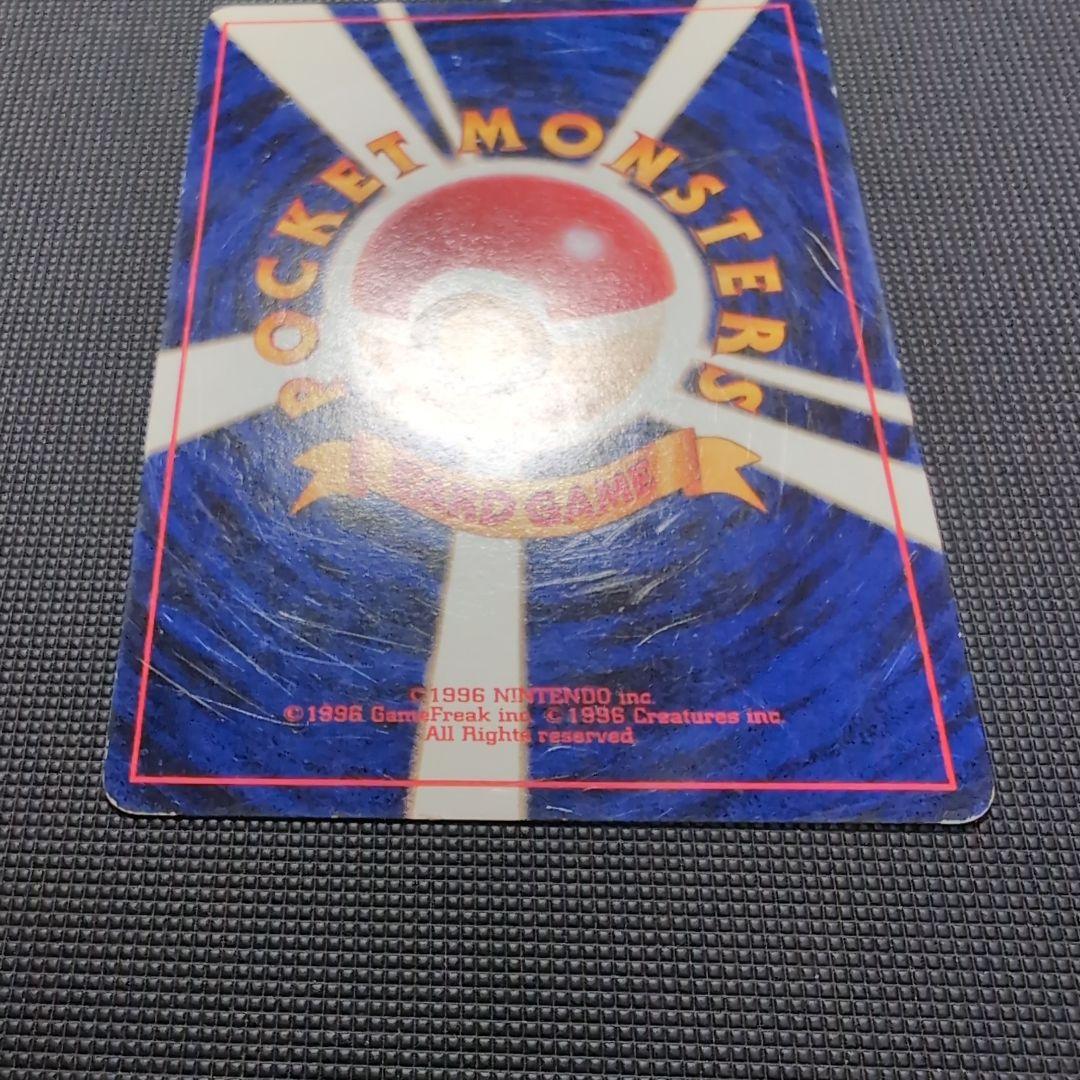 POCKET MONSTERS
CARD GAME
©1996 NINTENDO inc.
©1996 GameFreak inc. ©1996 Creatures inc.
All Rights reserved.